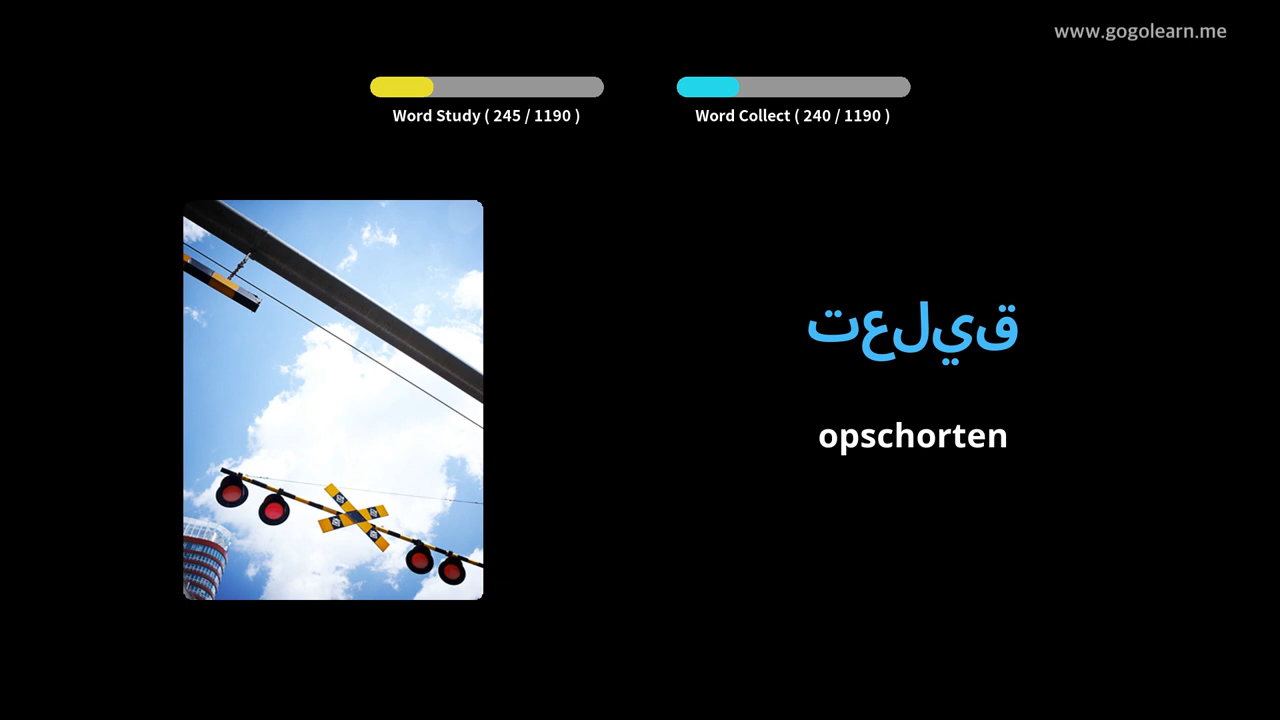 www.gogolearn.me
Word Study ( 245 / 1190 )
Word Collect ( 240 / 1190 )
تعليق
opschorten